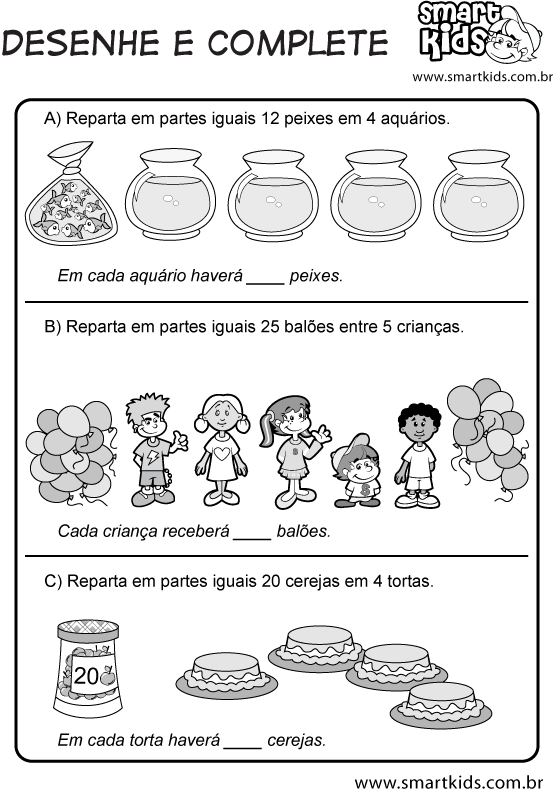 DESENHE E COMPLETE
smart
kids
www.smartkids.com.br
A) Reparta em partes iguais 12 peixes em 4 aquários.
Em cada aquário haverá ____ peixes.
B) Reparta em partes iguais 25 balões entre 5 crianças.
S
S
Cada criança receberá ____ balões.
C) Reparta em partes iguais 20 cerejas em 4 tortas.
20
Em cada torta haverá ____ cerejas.
www.smartkids.com.br